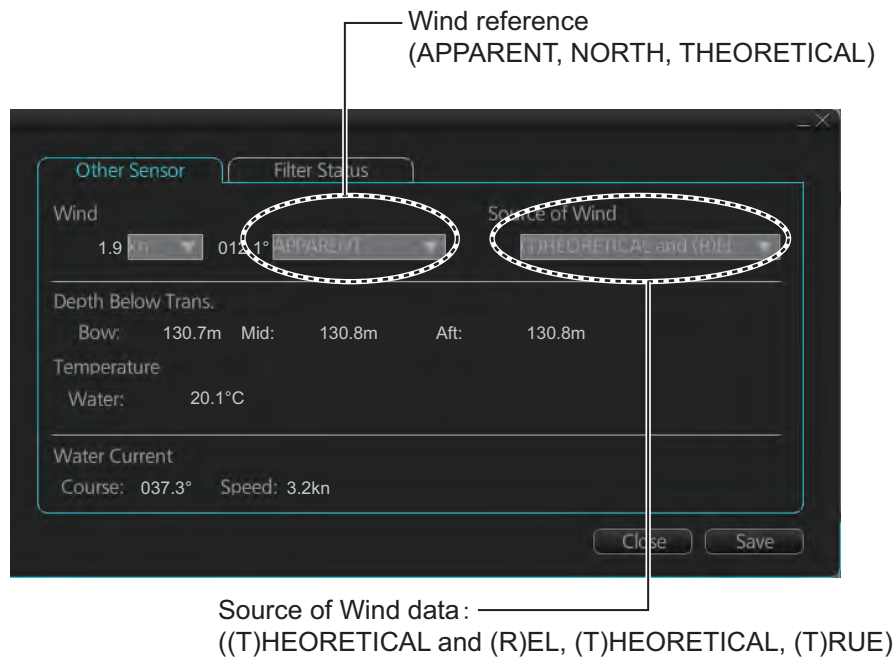 Wind reference
(APPARENT, NORTH, THEORETICAL)
Other Sensor Filter Status
Wind Source of Wind
1.9 kn 012.1° APPARENT (T)HEORETICAL and (R)EL
Depth Below Trans.
Bow: 130.7m Mid: 130.8m Aft: 130.8m
Temperature
Water: 20.1°C
Water Current
Course: 037.3° Speed: 3.2kn
Close Save
Source of Wind data:
((T)HEORETICAL and (R)EL, (T)HEORETICAL, (T)RUE)